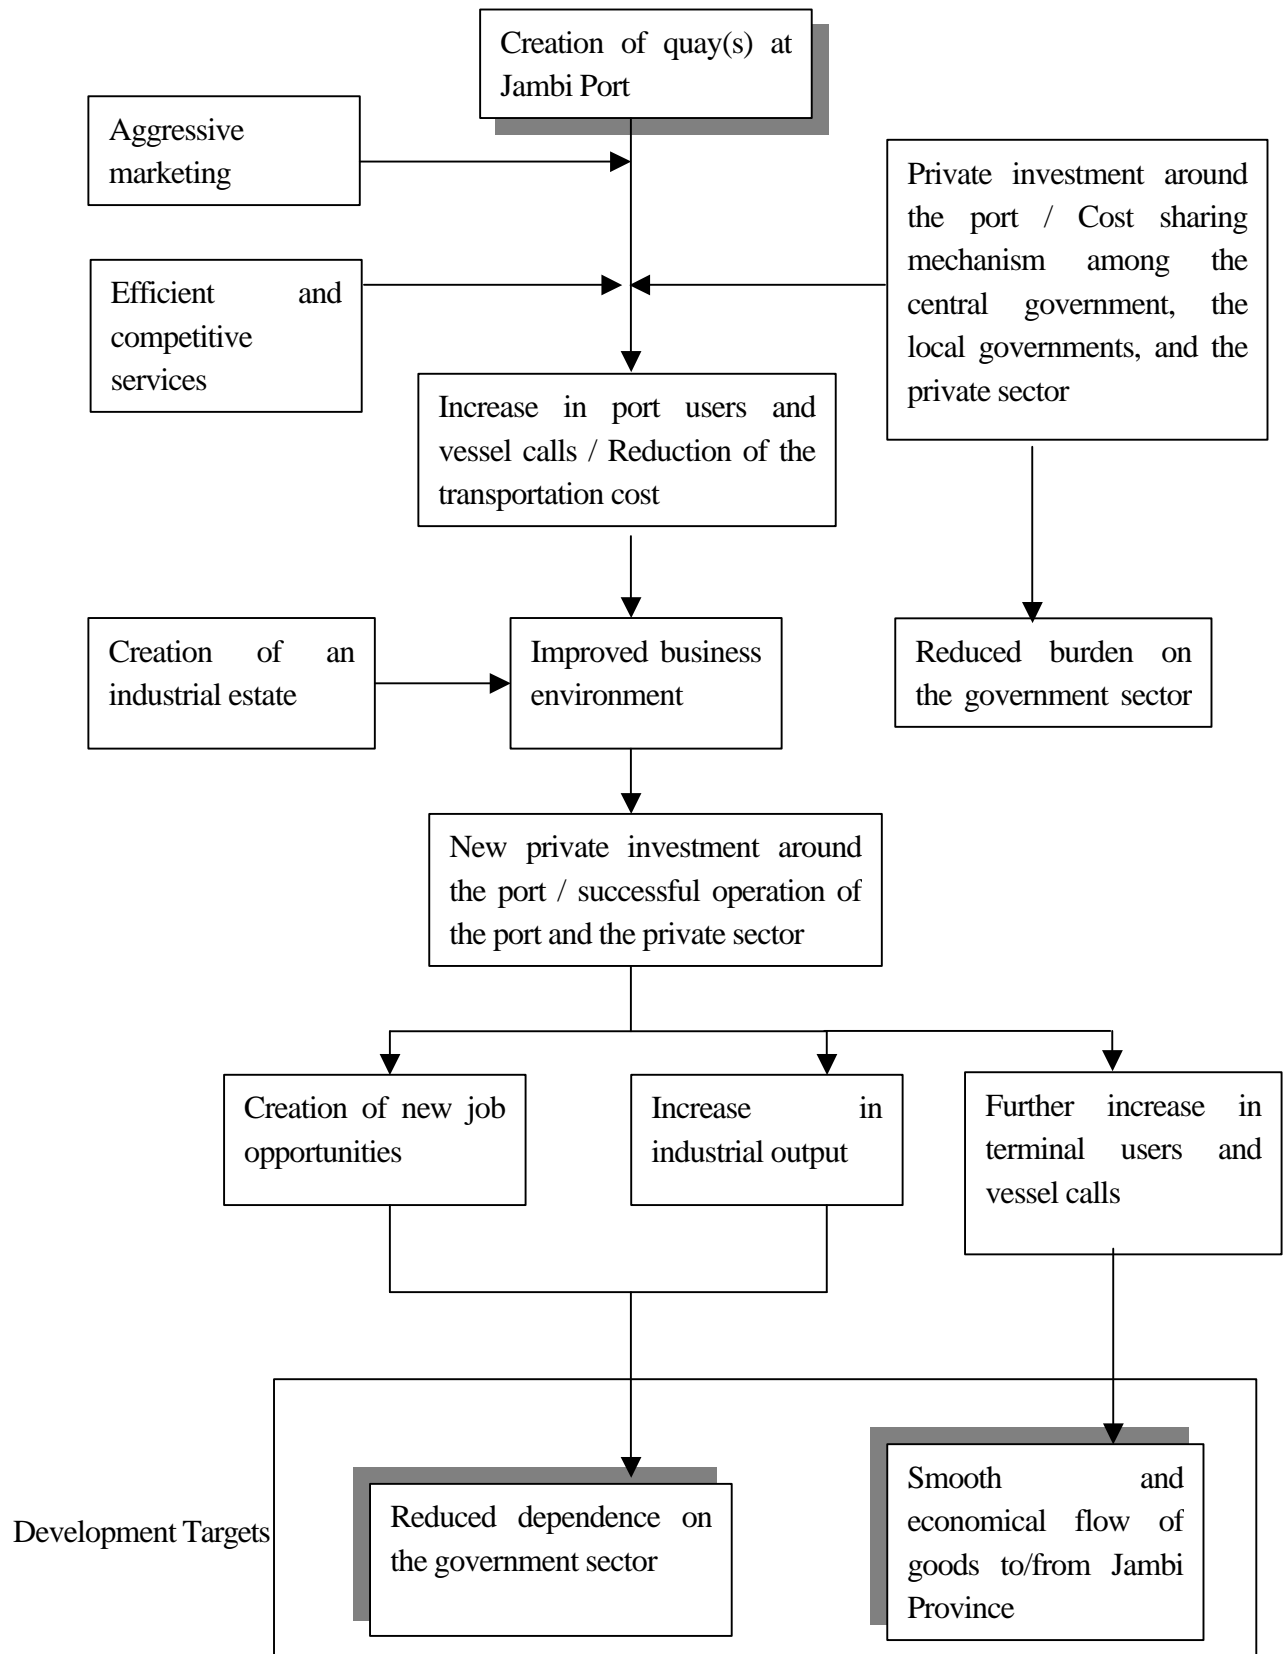 Creation of quay(s) at
Jambi Port
Aggressive
marketing
Private investment around
the port / Cost sharing
mechanism among the
central government, the
local governments, and the
private sector
Efficient and
competitive
services
Increase in port users and
vessel calls / Reduction of the
transportation cost
Creation of an
industrial estate
Improved business
environment
Reduced burden on
the government sector
New private investment around
the port / successful operation of
the port and the private sector
Creation of new job
opportunities
Increase in
industrial output
Further increase in
terminal users and
vessel calls
Development Targets
Reduced dependence on
the government sector
Smooth and
economical flow of
goods to/from Jambi
Province